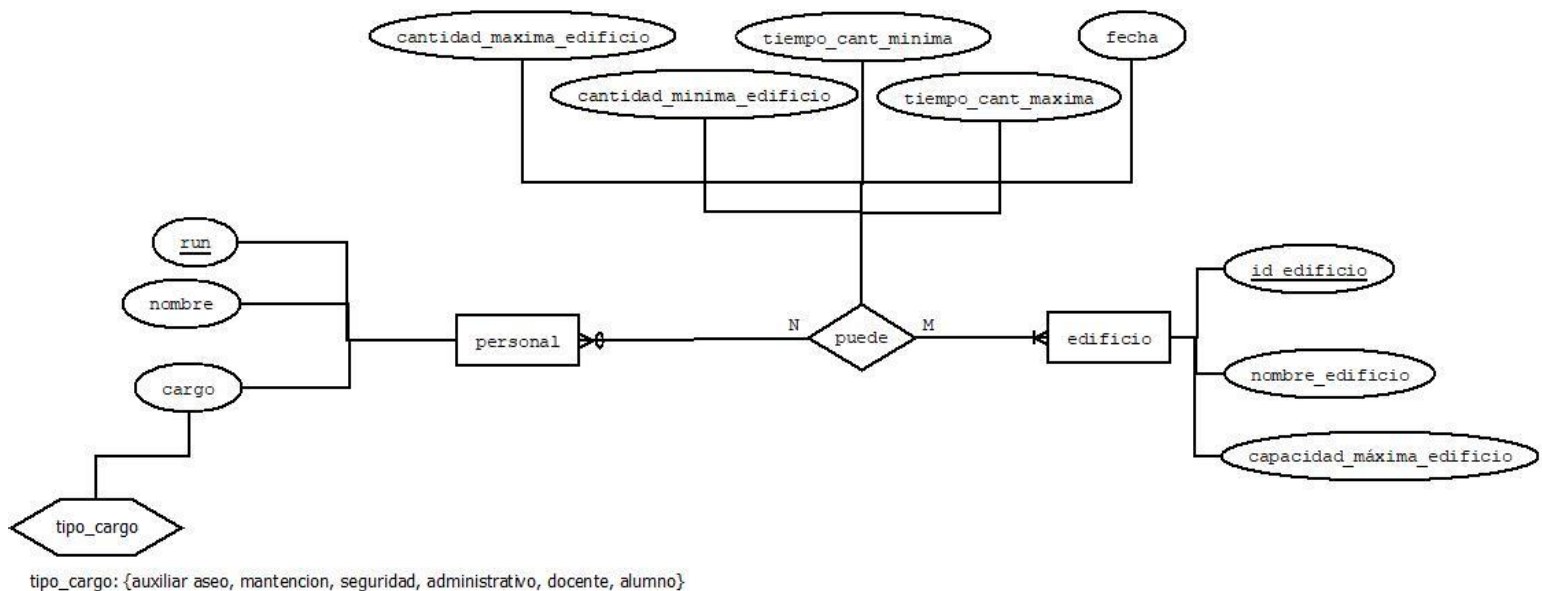 cantidad_maxima_edificio
tiempo_cant_minima
fecha
cantidad_minima_edificio
tiempo_cant_maxima
run
nombre
cargo
tipo_cargo
personal
N
puede
M
edificio
id_edificio
nombre_edificio
capacidad_máxima_edificio
tipo_cargo: {auxiliar aseo, mantencion, seguridad, administrativo, docente, alumno}